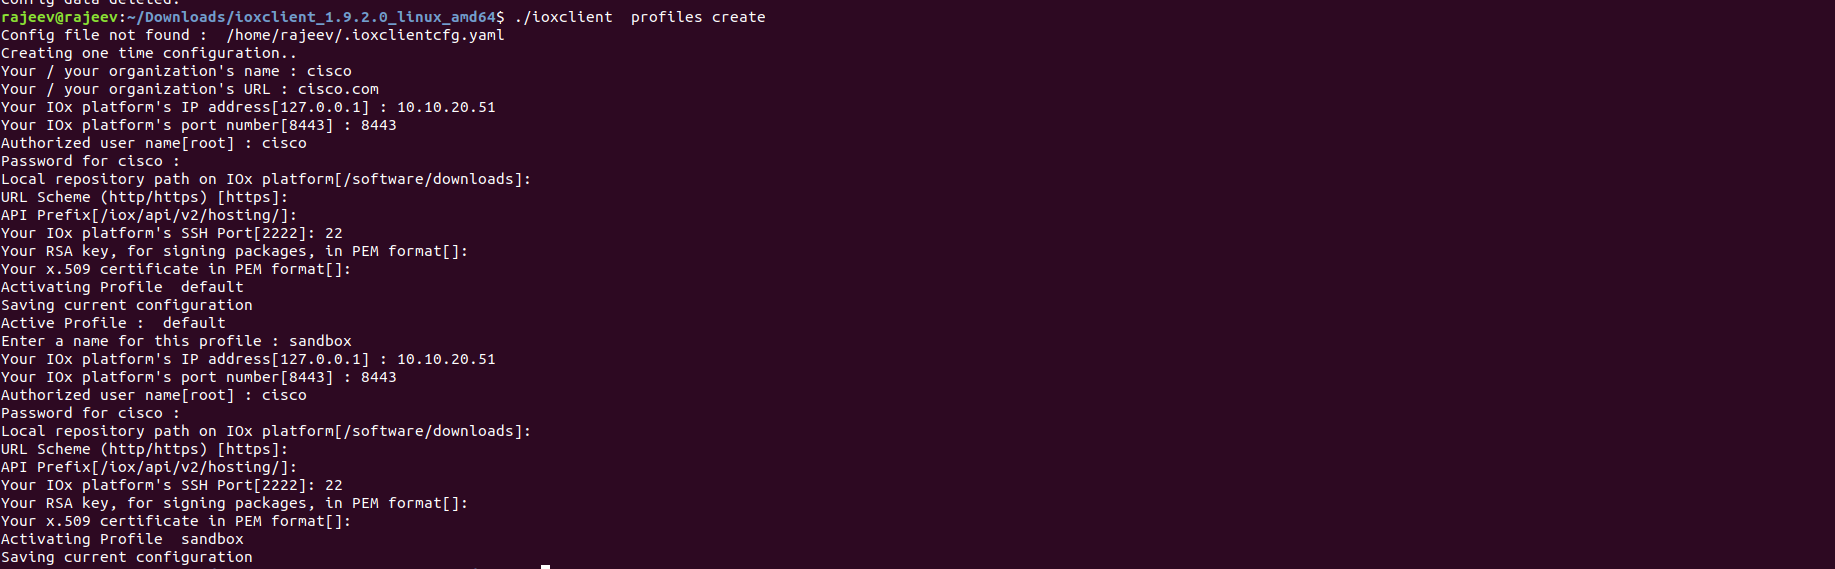 Config data deleted.
rajeev@rajeev:~/Downloads/ioxclient_1.9.2.0_linux_amd64$ ./ioxclient  profiles create
Config file not found :  /home/rajeev/.ioxclientcfg.yaml
Creating one time configuration..
Your / your organization's name : cisco
Your / your organization's URL : cisco.com
Your IOx platform's IP address[127.0.0.1] : 10.10.20.51
Your IOx platform's port number[8443] : 8443
Authorized user name[root] : cisco
Password for cisco :
Local repository path on IOx platform[/software/downloads]:
URL Scheme (http/https) [https]:
API Prefix[/iox/api/v2/hosting/]:
Your IOx platform's SSH Port[2222]: 22
Your RSA key, for signing packages, in PEM format[]:
Your x.509 certificate in PEM format[]:
Activating Profile  default
Saving current configuration
Active Profile :  default
Enter a name for this profile : sandbox
Your IOx platform's IP address[127.0.0.1] : 10.10.20.51
Your IOx platform's port number[8443] : 8443
Authorized user name[root] : cisco
Password for cisco :
Local repository path on IOx platform[/software/downloads]:
URL Scheme (http/https) [https]:
API Prefix[/iox/api/v2/hosting/]:
Your IOx platform's SSH Port[2222]: 22
Your RSA key, for signing packages, in PEM format[]:
Your x.509 certificate in PEM format[]:
Activating Profile  sandbox
Saving current configuration